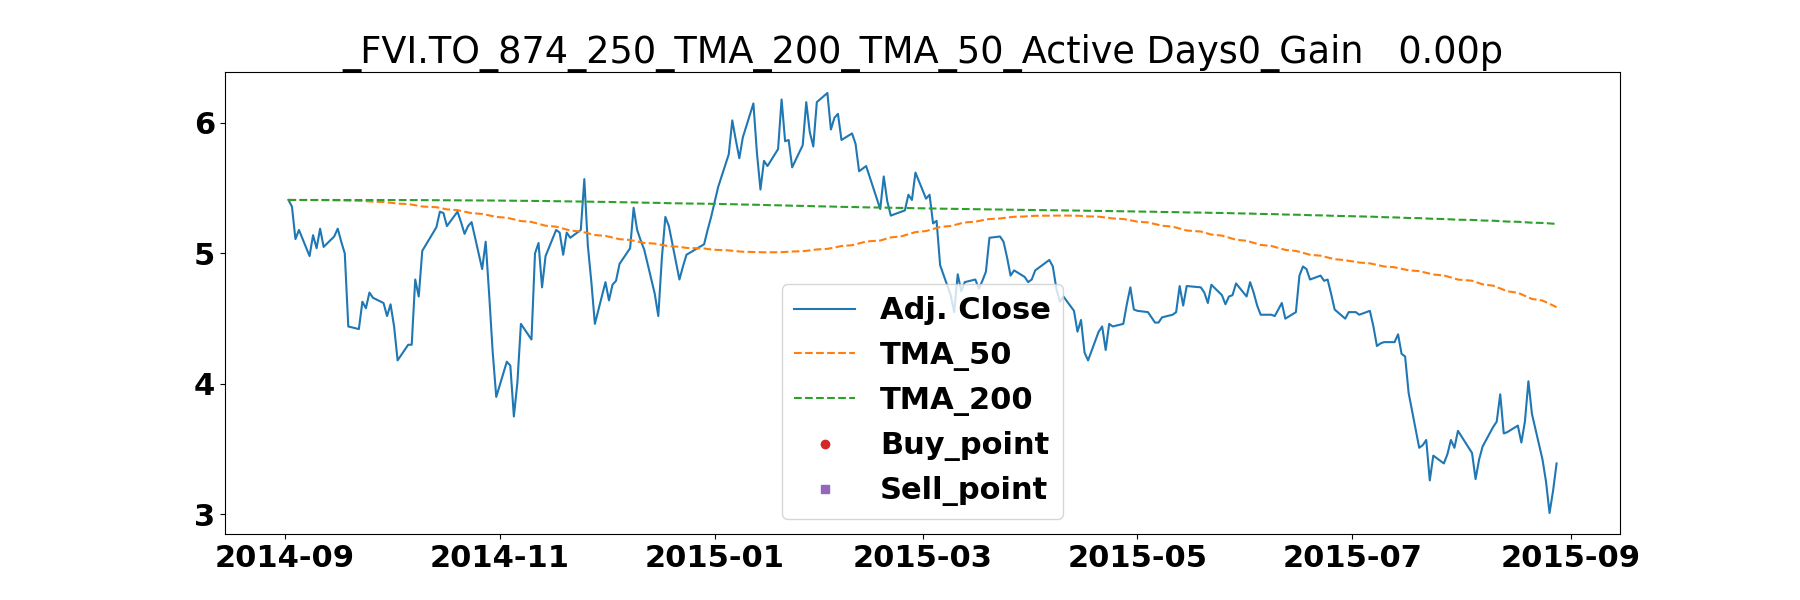 _FVI.TO_874_250_TMA_200_TMA_50_Active Days0_Gain   0.00p
6
5
4
3
Adj. Close
TMA_50
TMA_200
Buy_point
Sell_point
2014-09 2014-11 2015-01 2015-03 2015-05 2015-07 2015-09